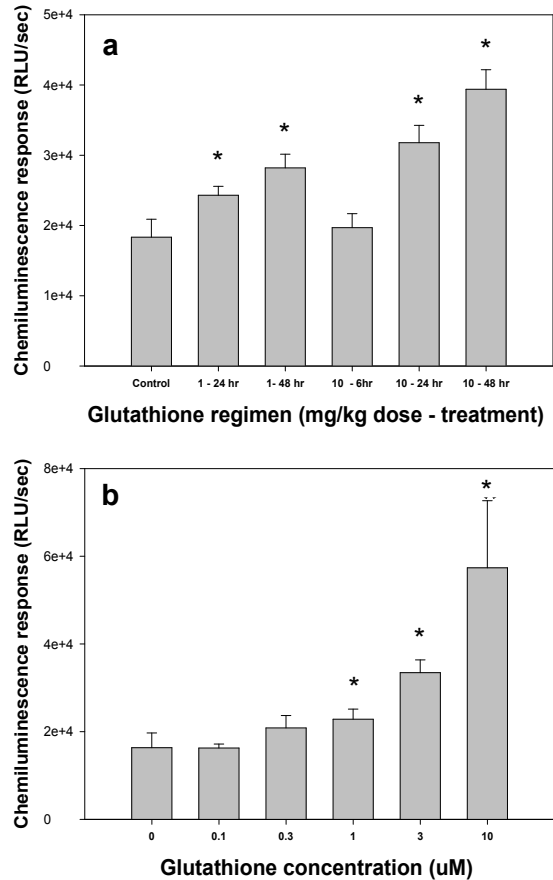 a
Chemiluminescence response (RLU/sec)
5e+4
4e+4
3e+4
2e+4
1e+4
0
*
*
*
*
Control
1 - 24 hr
1- 48 hr
10 - 6hr
10 - 24 hr
10 - 48 hr
Glutathione regimen (mg/kg dose - treatment)
b
Chemiluminescence response (RLU/sec)
8e+4
6e+4
4e+4
2e+4
0
*
*
*
0
0.1
0.3
1
3
10
Glutathione concentration (uM)